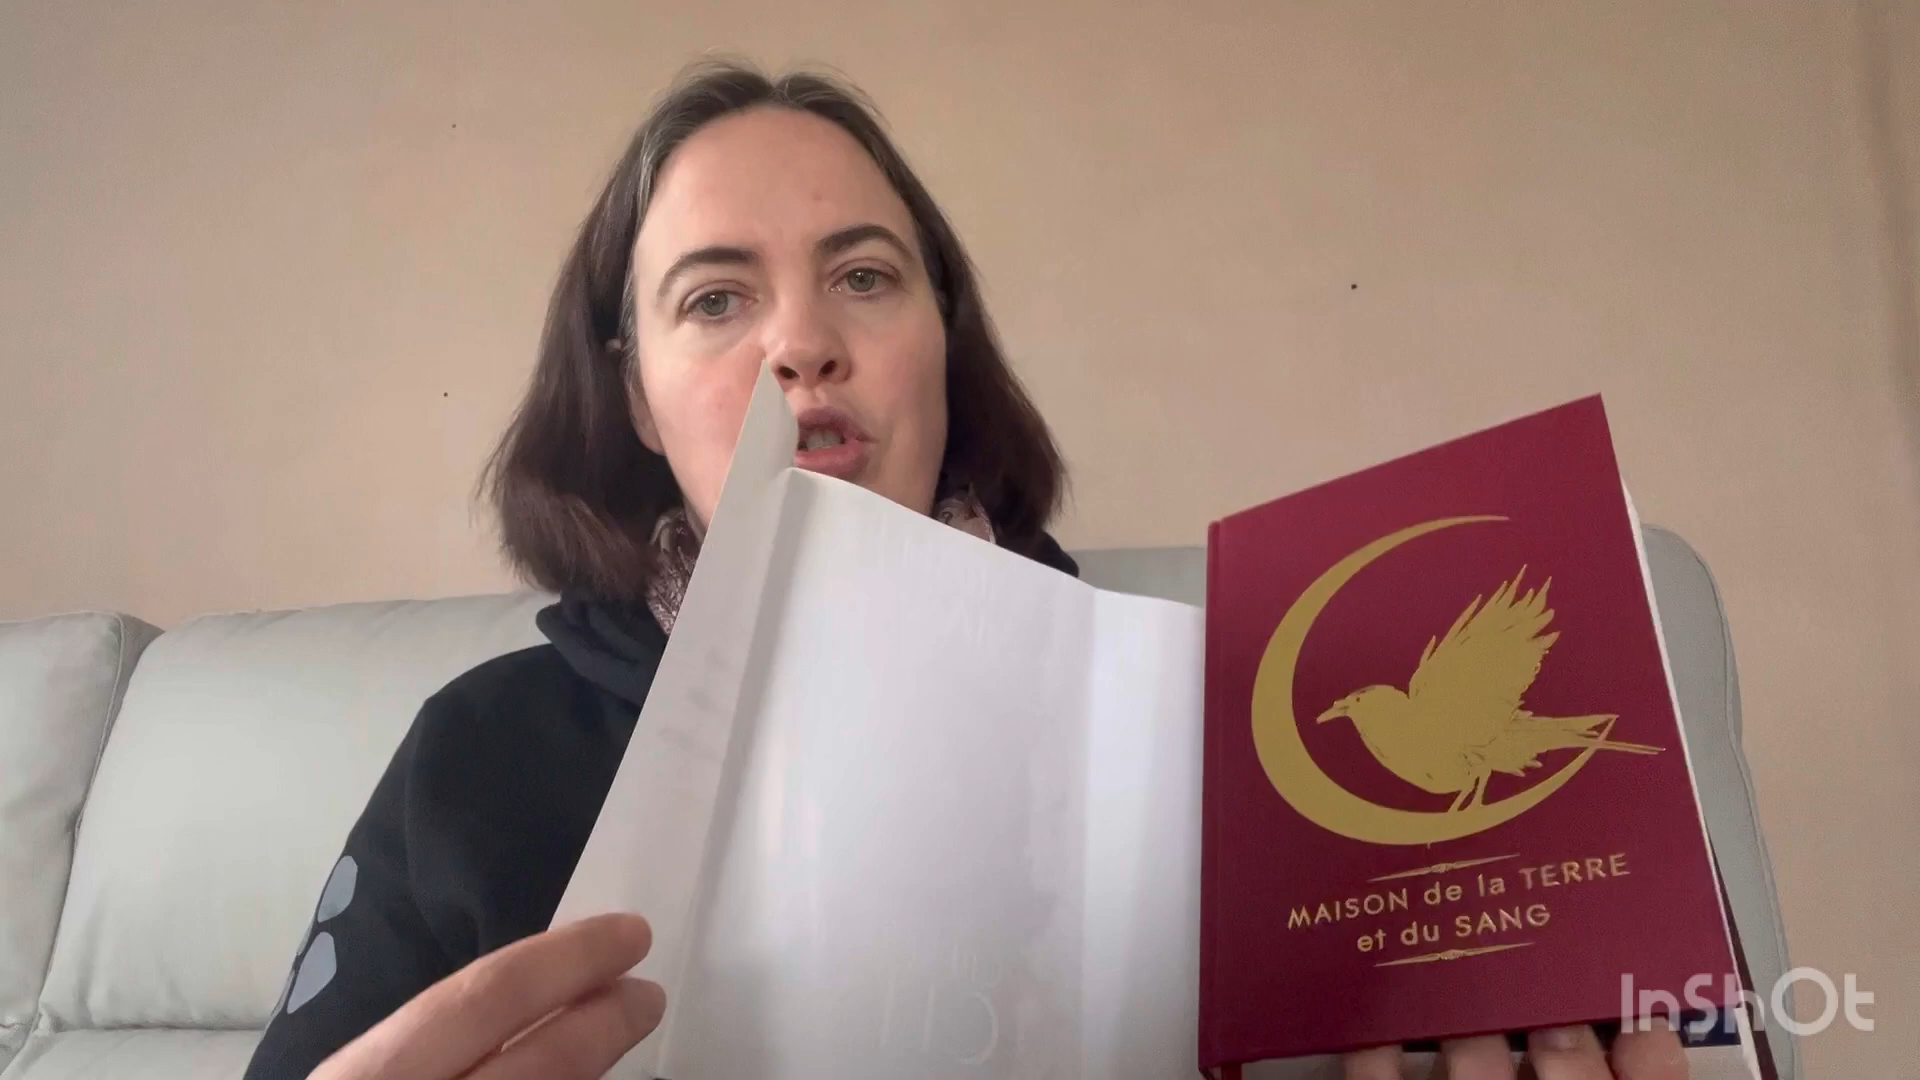 MAISON de la TERRE
et du SANG
InShOt